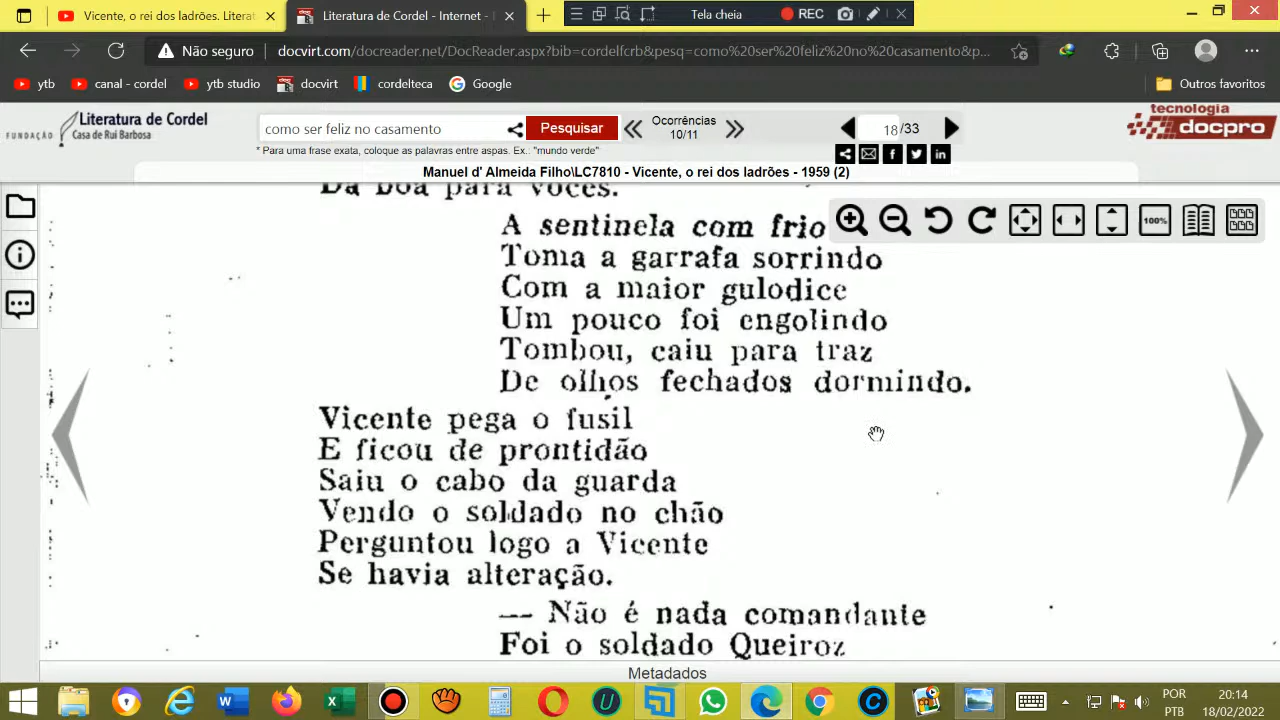 Vicente, o rei dos ladrões. Literat
Literatura de Cordel - Internet - I
Tela cheia
REC
Não seguro
docvirt.com/docreader.net/DocReader.aspx?bib=cordelfcrb&pesq=como%20ser%20feliz%20no%20casamento&p...
ytb
canal - cordel
ytb studio
docvirt
cordelteca
Google
Outros favoritos
FUNDAÇÃO
Literatura de Cordel
Casa de Rui Barbosa
como ser feliz no casamento
Pesquisar
Ocorrências
10/11
18 /33
tecnologia
docpro
* Para uma frase exata, coloque as palavras entre aspas. Ex.: "mundo verde"
Manuel d' Almeida Filho\LC7810 - Vicente, o rei dos ladrões - 1959 (2)
Da boa para voces.
100%
A sentinela com frio
Toma a garrafa sorrindo
Com a maior gulodice
Um pouco foi engolindo
Tombou, caiu para traz
De olhos fechados dormindo.
Vicente pega o fusil
E ficou de prontidão
Saiu o cabo da guarda
Vendo o soldado no chão
Perguntou logo a Vicente
Se havia alteração.
— Não é nada comandante
Foi o soldado Queiroz
Metadados
POR
PTB
20:14
18/02/2022